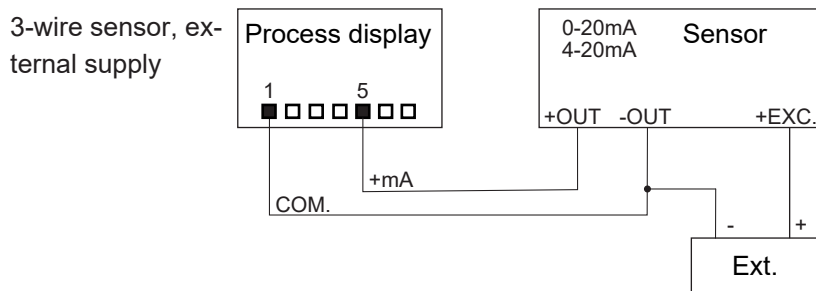 3-wire sensor, ex-
ternal supply
Process display
1 5
0-20mA
4-20mA
Sensor
+OUT -OUT +EXC.
+mA
COM.
- +
Ext.